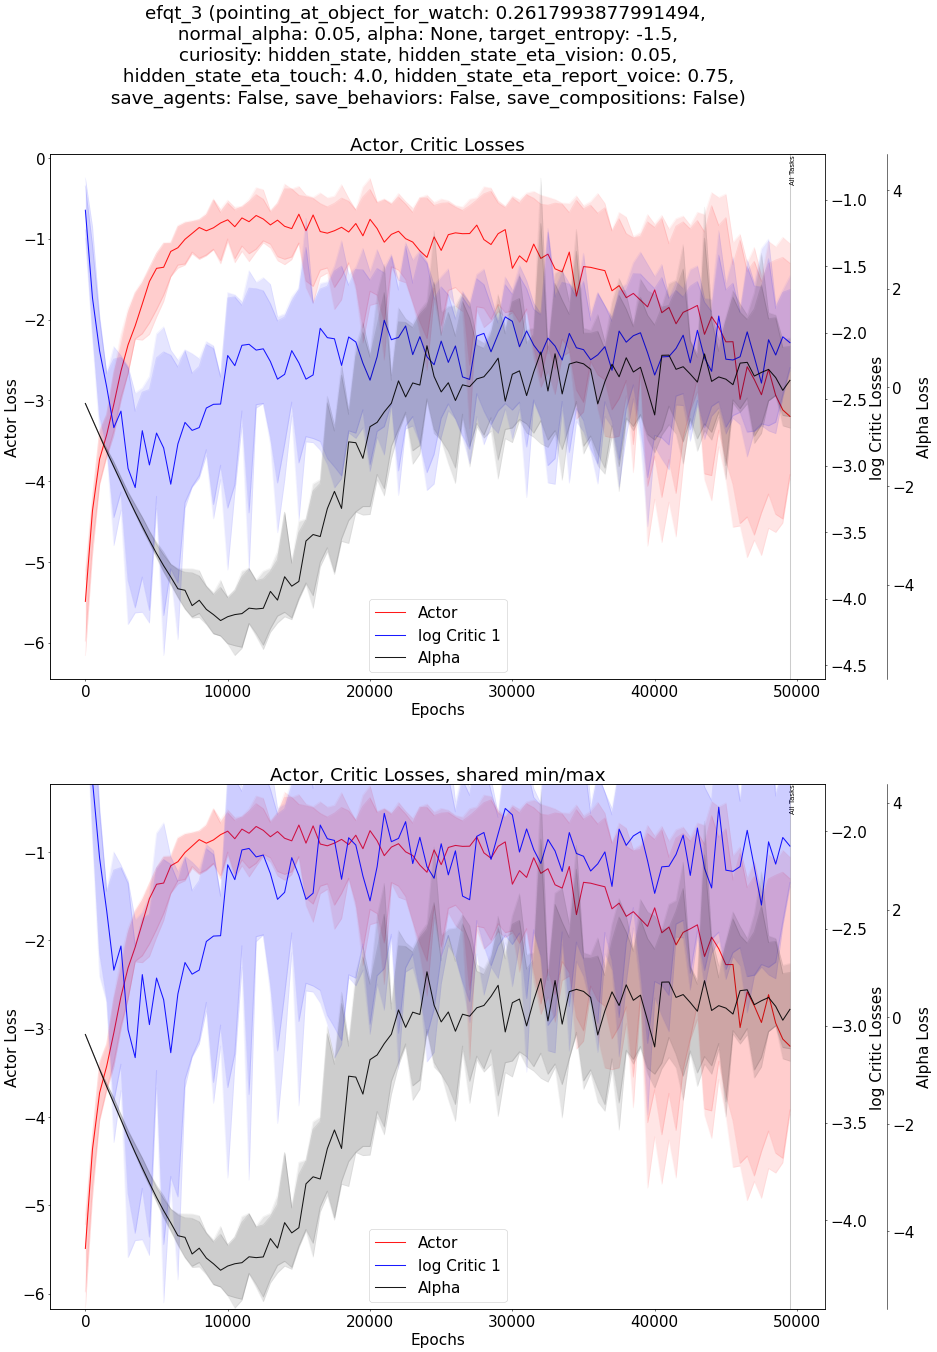 efqt_3 (pointing_at_object_for_watch: 0.2617993877991494,
normal_alpha: 0.05, alpha: None, target_entropy: -1.5,
curiosity: hidden_state, hidden_state_eta_vision: 0.05,
hidden_state_eta_touch: 4.0, hidden_state_eta_report_voice: 0.75,
save_agents: False, save_behaviors: False, save_compositions: False)
Actor, Critic Losses
All Tasks
0
−1
−2
−3
−4
−5
−6
Actor Loss
−1.0
−1.5
−2.0
−2.5
−3.0
−3.5
−4.0
−4.5
log Critic Losses
4
2
0
−2
−4
Alpha Loss
Actor
log Critic 1
Alpha
0 10000 20000 30000 40000 50000
Epochs
Actor, Critic Losses, shared min/max
All Tasks
−1
−2
−3
−4
−5
−6
Actor Loss
−2.0
−2.5
−3.0
−3.5
−4.0
log Critic Losses
4
2
0
−2
−4
Alpha Loss
Actor
log Critic 1
Alpha
0 10000 20000 30000 40000 50000
Epochs